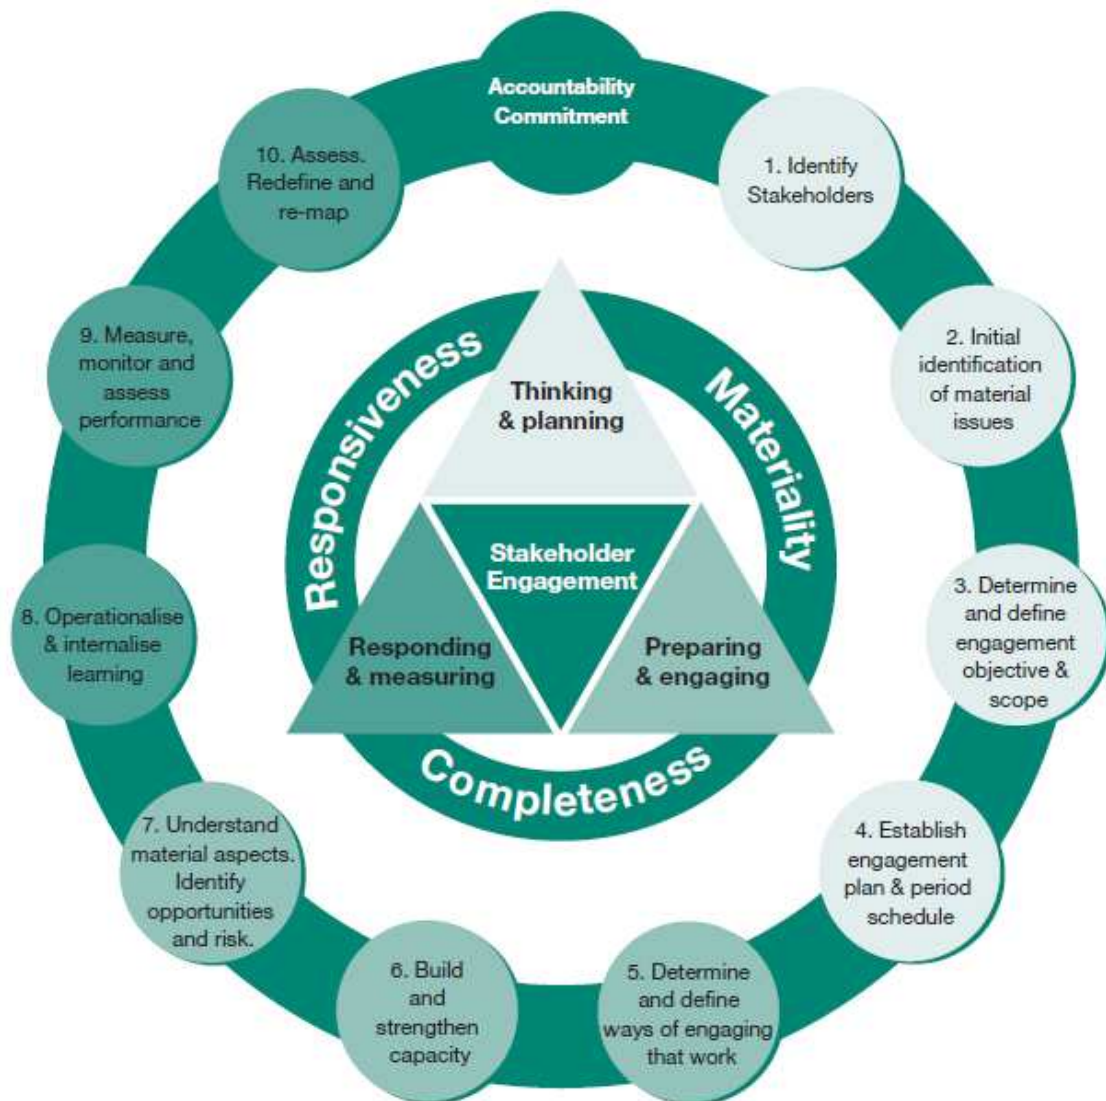 Accountability
Commitment
1. Identify
Stakeholders
2. Initial
identification
of material
issues
3. Determine
and define
engagement
objective &
scope
4. Establish
engagement
plan & period
schedule
5. Determine
and define
ways of engaging
that work
6. Build
and
strengthen
capacity
7. Understand
material aspects.
Identify
opportunities
and risk.
8. Operationalise
& internalise
learning
9. Measure,
monitor and
assess
performance
10. Assess.
Redefine and
re-map
Responsiveness
Materiality
Completeness
Thinking
& planning
Stakeholder
Engagement
Responding
& measuring
Preparing
& engaging